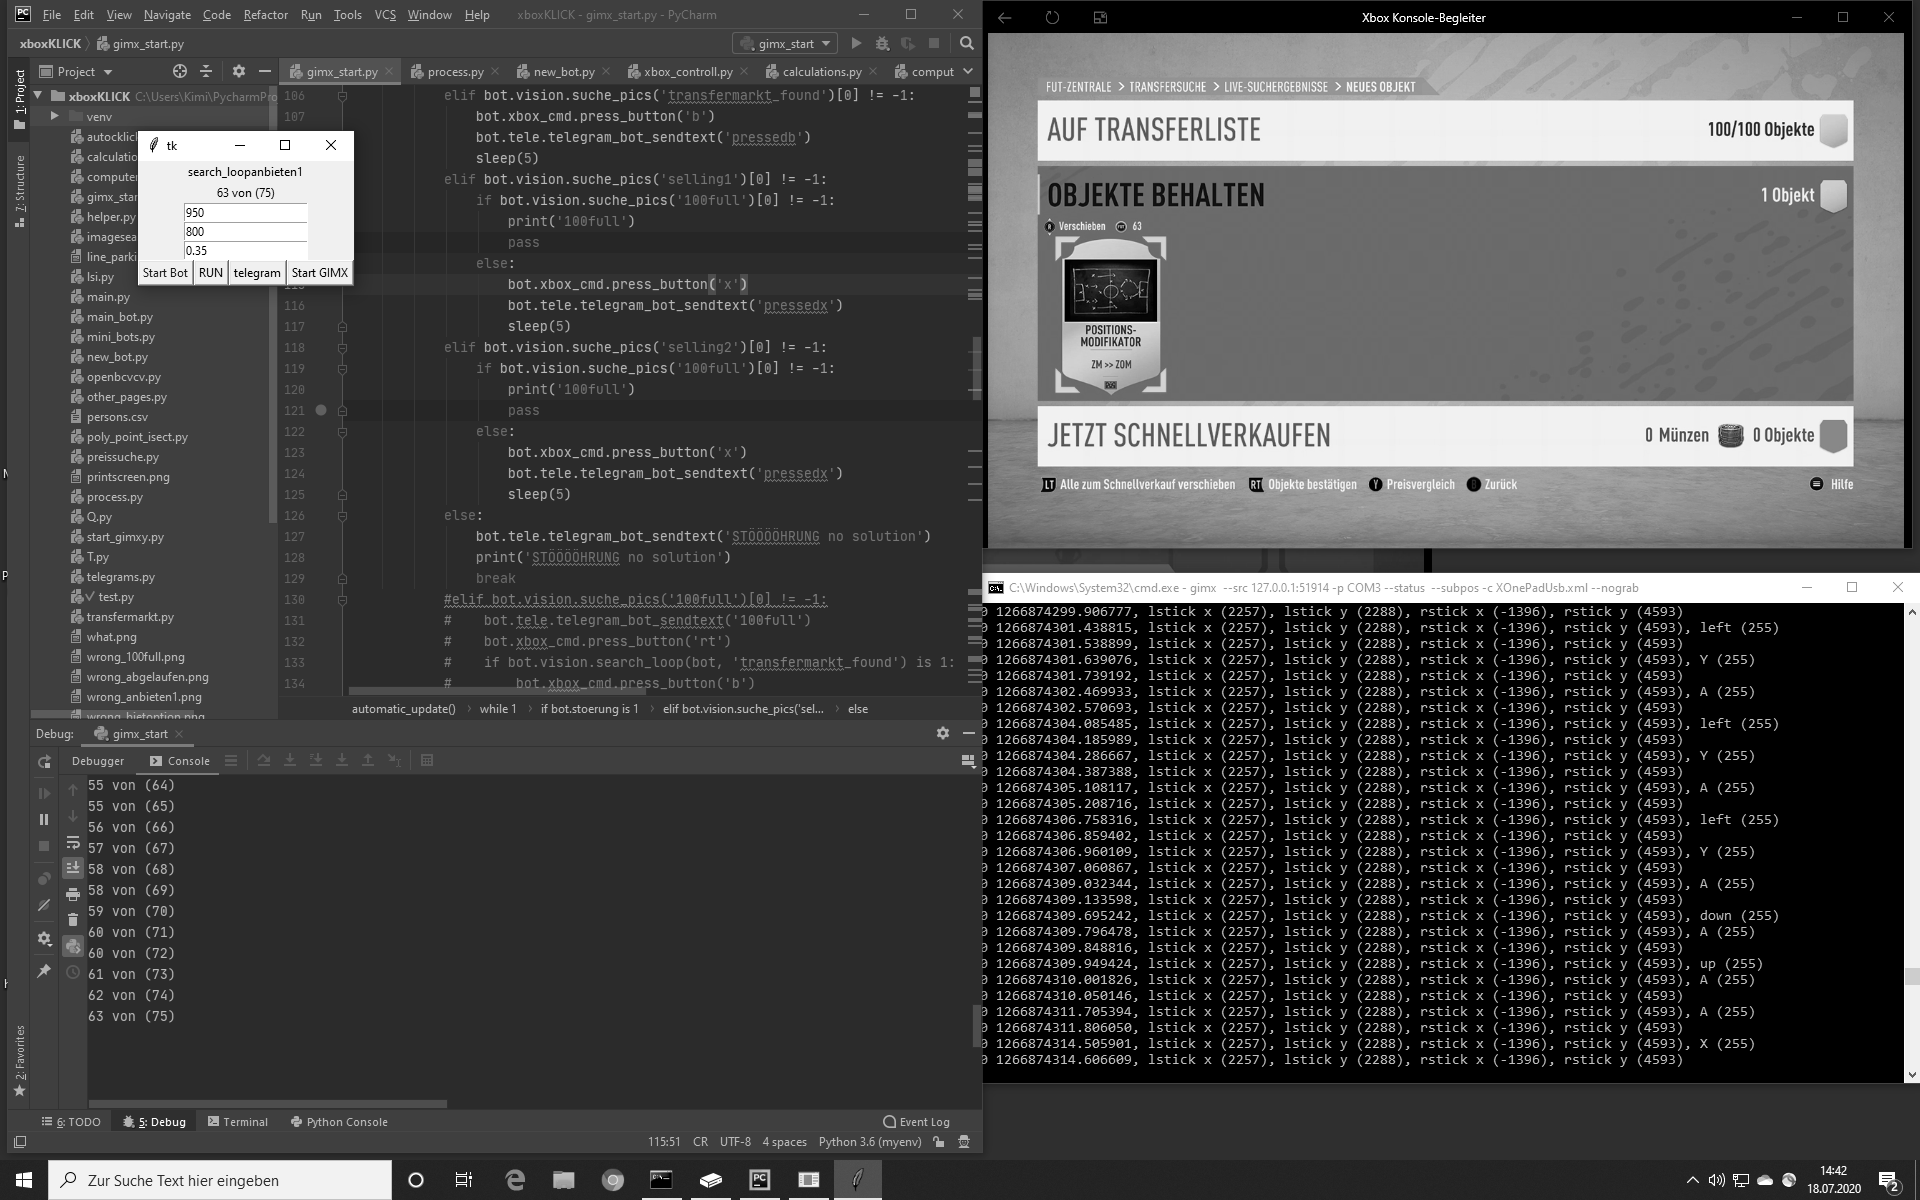 File Edit View Navigate Code Refactor Run Tools VCS Window Help xboxKLICK - gimx_start.py - PyCharm
xboxKLICK gimx_start.py
gimx_start
Project
gimx_start.py process.py new_bot.py xbox_controll.py calculations.py comput
1: Project
7: Structure
2: Favorites
xboxKLICK C:\Users\Kimi\PycharmPro
venv
autoclick
calculatio
computer
gimx_star
helper.py
imagesea
line_parki
lsi.py
main.py
main_bot.py
mini_bots.py
new_bot.py
openbcvcv.py
other_pages.py
persons.csv
poly_point_isect.py
preissuche.py
printscreen.png
process.py
Q.py
start_gimxy.py
T.py
telegrams.py
test.py
transfermarkt.py
what.png
wrong_100full.png
wrong_abgelaufen.png
wrong_anbieten1.png
wrong_bietoption.png
tk
search_loopanbieten1
63 von (75)
950
800
0.35
Start Bot RUN telegram Start GIMX
106 elif bot.vision.suche_pics('transfermarkt_found')[0] != -1:
107 bot.xbox_cmd.press_button('b')
bot.tele.telegram_bot_sendtext('pressedb')
sleep(5)
elif bot.vision.suche_pics('selling1')[0] != -1:
if bot.vision.suche_pics('100full')[0] != -1:
print('100full')
pass
else:
bot.xbox_cmd.press_button('x')
116 bot.tele.telegram_bot_sendtext('pressedx')
117 sleep(5)
118 elif bot.vision.suche_pics('selling2')[0] != -1:
119 if bot.vision.suche_pics('100full')[0] != -1:
120 print('100full')
121 pass
122 else:
123 bot.xbox_cmd.press_button('x')
124 bot.tele.telegram_bot_sendtext('pressedx')
125 sleep(5)
126 else:
127 bot.tele.telegram_bot_sendtext('STÖÖÖÖHRUNG no solution')
128 print('STÖÖÖÖHRUNG no solution')
129 break
130 #elif bot.vision.suche_pics('100full')[0] != -1:
131 # bot.tele.telegram_bot_sendtext('100full')
132 # bot.xbox_cmd.press_button('rt')
133 # if bot.vision.search_loop(bot, 'transfermarkt_found') is 1:
134 # bot.xbox_cmd.press_button('b')
automatic_update() › while 1 › if bot.stoerung is 1 › elif bot.vision.suche_pics('sel... › else
Debug: gimx_start
Debugger Console
55 von (64)
55 von (65)
56 von (66)
57 von (67)
58 von (68)
58 von (69)
59 von (70)
60 von (71)
60 von (72)
61 von (73)
62 von (74)
63 von (75)
6: TODO 5: Debug Terminal Python Console Event Log
115:51 CR UTF-8 4 spaces Python 3.6 (myenv)
Xbox Konsole-Begleiter
FUT-ZENTRALE > TRANSFERSUCHE > LIVE-SUCHERGEBNISSE > NEUES OBJEKT
AUF TRANSFERLISTE 100/100 Objekte
OBJEKTE BEHALTEN 1 Objekt
R Verschieben 63
POSITIONS-
MODIFIKATOR
ZM >> ZOM
JETZT SCHNELLVERKAUFEN 0 Münzen 0 Objekte
LT Alle zum Schnellverkauf verschieben RT Objekte bestätigen Y Preisvergleich B Zurück Hilfe
C:\Windows\System32\cmd.exe - gimx --src 127.0.0.1:51914 -p COM3 --status --subpos -c XOnePadUsb.xml --nograb
0 1266874299.906777, lstick x (2257), lstick y (2288), rstick x (-1396), rstick y (4593)
0 1266874301.438815, lstick x (2257), lstick y (2288), rstick x (-1396), rstick y (4593), left (255)
0 1266874301.538899, lstick x (2257), lstick y (2288), rstick x (-1396), rstick y (4593)
0 1266874301.639076, lstick x (2257), lstick y (2288), rstick x (-1396), rstick y (4593), Y (255)
0 1266874301.739192, lstick x (2257), lstick y (2288), rstick x (-1396), rstick y (4593)
0 1266874302.469933, lstick x (2257), lstick y (2288), rstick x (-1396), rstick y (4593), A (255)
0 1266874302.570693, lstick x (2257), lstick y (2288), rstick x (-1396), rstick y (4593)
0 1266874304.085485, lstick x (2257), lstick y (2288), rstick x (-1396), rstick y (4593), left (255)
0 1266874304.185989, lstick x (2257), lstick y (2288), rstick x (-1396), rstick y (4593)
0 1266874304.286667, lstick x (2257), lstick y (2288), rstick x (-1396), rstick y (4593), Y (255)
0 1266874304.387388, lstick x (2257), lstick y (2288), rstick x (-1396), rstick y (4593)
0 1266874305.108117, lstick x (2257), lstick y (2288), rstick x (-1396), rstick y (4593), A (255)
0 1266874305.208716, lstick x (2257), lstick y (2288), rstick x (-1396), rstick y (4593)
0 1266874306.758316, lstick x (2257), lstick y (2288), rstick x (-1396), rstick y (4593), left (255)
0 1266874306.859402, lstick x (2257), lstick y (2288), rstick x (-1396), rstick y (4593)
0 1266874306.960109, lstick x (2257), lstick y (2288), rstick x (-1396), rstick y (4593), Y (255)
0 1266874307.060867, lstick x (2257), lstick y (2288), rstick x (-1396), rstick y (4593)
0 1266874309.032344, lstick x (2257), lstick y (2288), rstick x (-1396), rstick y (4593), A (255)
0 1266874309.133598, lstick x (2257), lstick y (2288), rstick x (-1396), rstick y (4593)
0 1266874309.695242, lstick x (2257), lstick y (2288), rstick x (-1396), rstick y (4593), down (255)
0 1266874309.796478, lstick x (2257), lstick y (2288), rstick x (-1396), rstick y (4593), A (255)
0 1266874309.848816, lstick x (2257), lstick y (2288), rstick x (-1396), rstick y (4593)
0 1266874309.949424, lstick x (2257), lstick y (2288), rstick x (-1396), rstick y (4593), up (255)
0 1266874310.001826, lstick x (2257), lstick y (2288), rstick x (-1396), rstick y (4593), A (255)
0 1266874310.050146, lstick x (2257), lstick y (2288), rstick x (-1396), rstick y (4593)
0 1266874311.705394, lstick x (2257), lstick y (2288), rstick x (-1396), rstick y (4593), A (255)
0 1266874311.806050, lstick x (2257), lstick y (2288), rstick x (-1396), rstick y (4593)
0 1266874314.505901, lstick x (2257), lstick y (2288), rstick x (-1396), rstick y (4593), X (255)
0 1266874314.606609, lstick x (2257), lstick y (2288), rstick x (-1396), rstick y (4593)
Zur Suche Text hier eingeben
14:42
18.07.2020
2